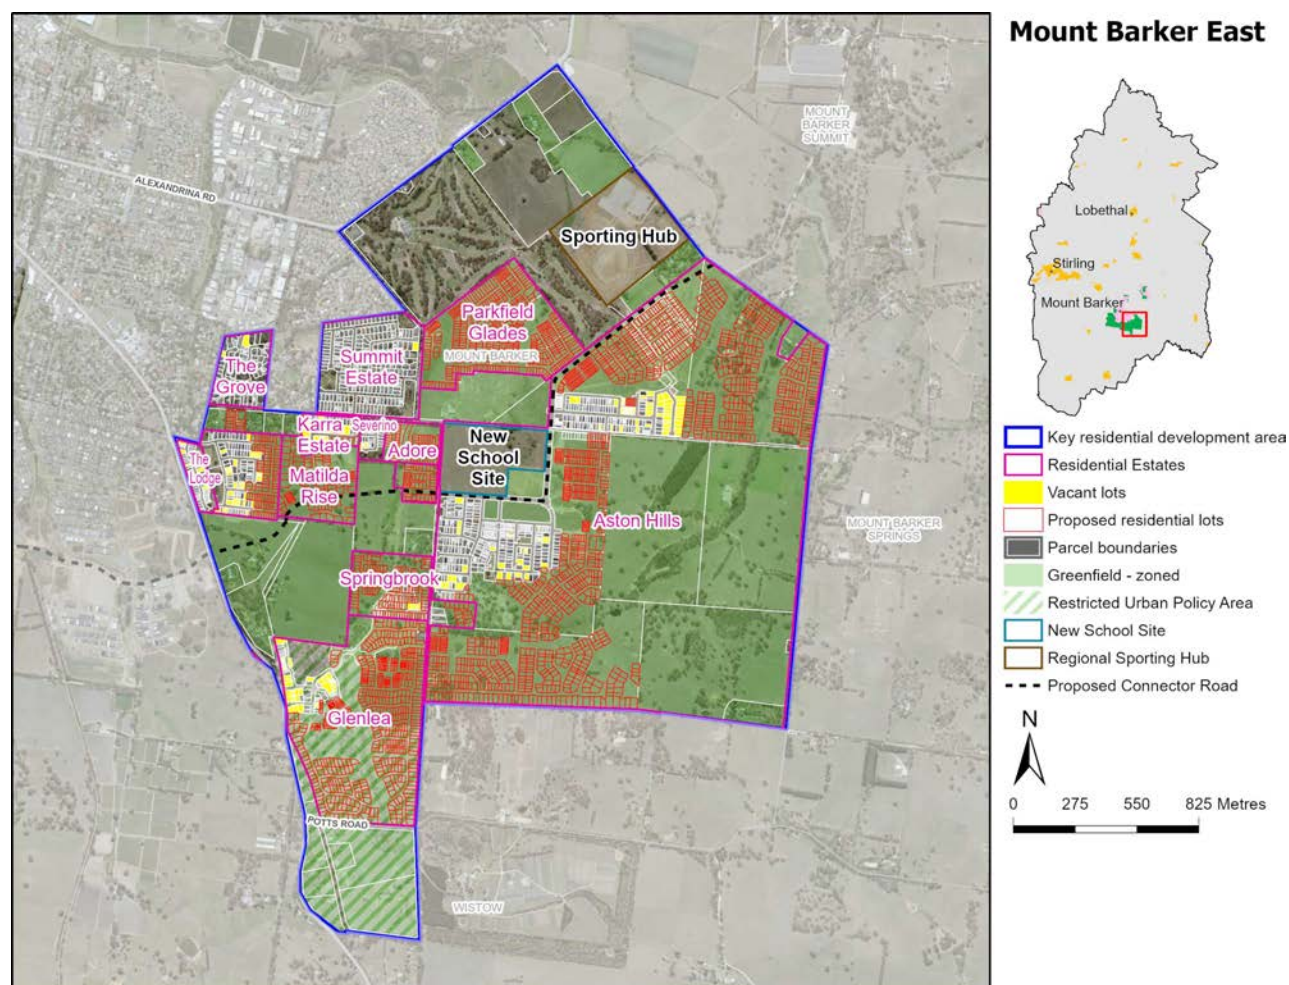 Mount Barker East
MOUNT
BARKER
SUMMIT
ALEXANDRINA RD
Sporting Hub
Parkfield
Glades
MOUNT BARKER
Summit
Estate
The
Grove
Karra
Estate
Severino
Adore
New
School
Site
The
Lodge
Matilda
Rise
Aston Hills
MOUNT BARKER
SPRINGS
Springbrook
Glenlea
POTTS ROAD
WISTOW
Lobethal
Stirling
Mount Barker
Key residential development area
Residential Estates
Vacant lots
Proposed residential lots
Parcel boundaries
Greenfield - zoned
Restricted Urban Policy Area
New School Site
Regional Sporting Hub
Proposed Connector Road
N
0 275 550 825 Metres